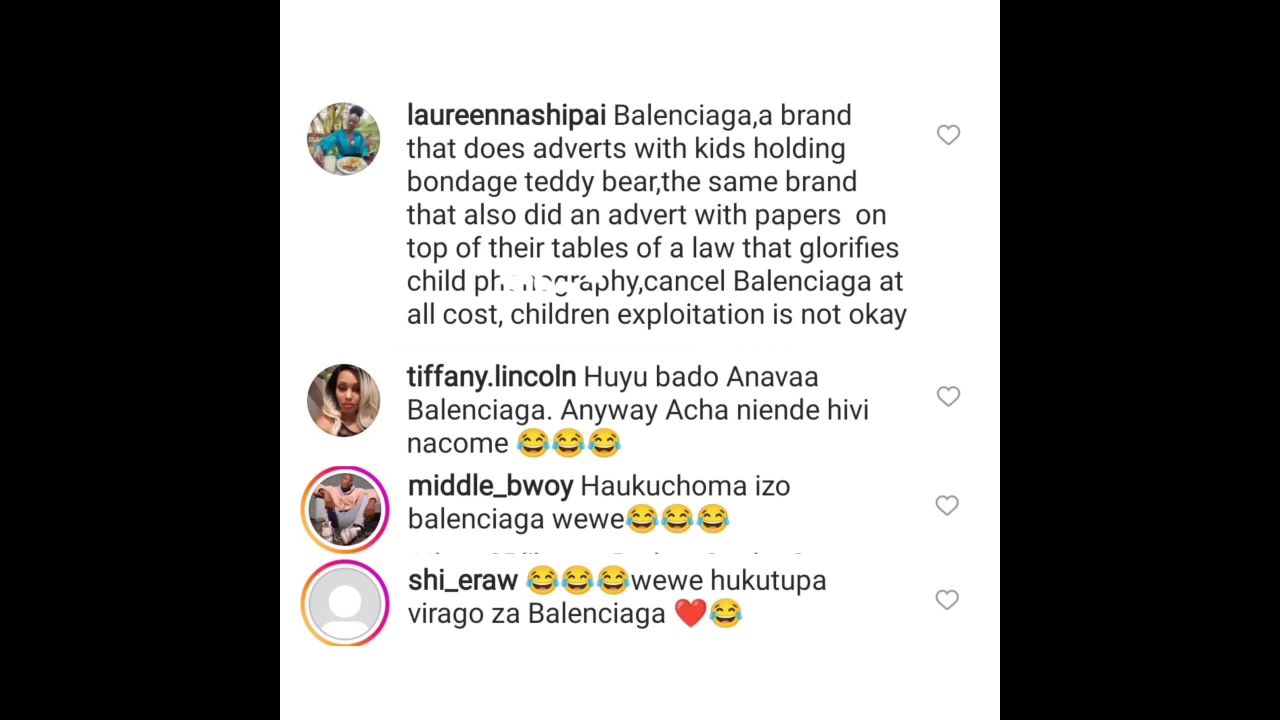 laureennashipai Balenciaga,a brand
that does adverts with kids holding
bondage teddy bear,the same brand
that also did an advert with papers on
top of their tables of a law that glorifies
child cancel Balenciaga at
all cost, children exploitation is not okay
tiffany.lincoln Huyu bado Anavaa
Balenciaga. Anyway Acha niende hivi
nacome 😂😂😂
middle_bwoy Haukuchoma izo
balenciaga wewe😂😂😂
shi_eraw 😂😂😂wewe hukutupa
virago za Balenciaga ❤️😂